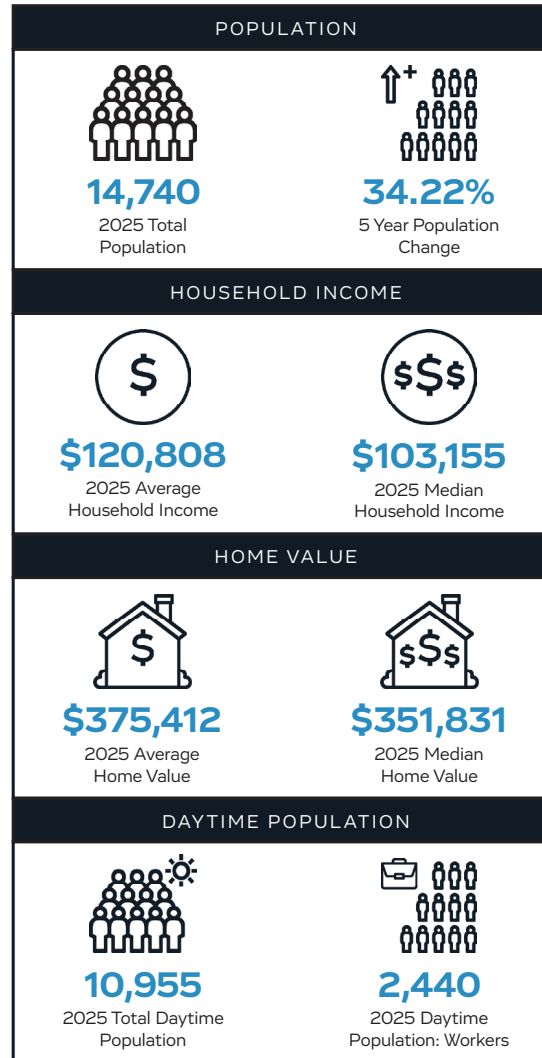 POPULATION
14,740
2025 Total
Population
34.22%
5 Year Population
Change
HOUSEHOLD INCOME
$
$120,808
2025 Average
Household Income
$$$
$103,155
2025 Median
Household Income
HOME VALUE
$
$375,412
2025 Average
Home Value
$$$
$351,831
2025 Median
Home Value
DAYTIME POPULATION
10,955
2025 Total Daytime
Population
2,440
2025 Daytime
Population: Workers